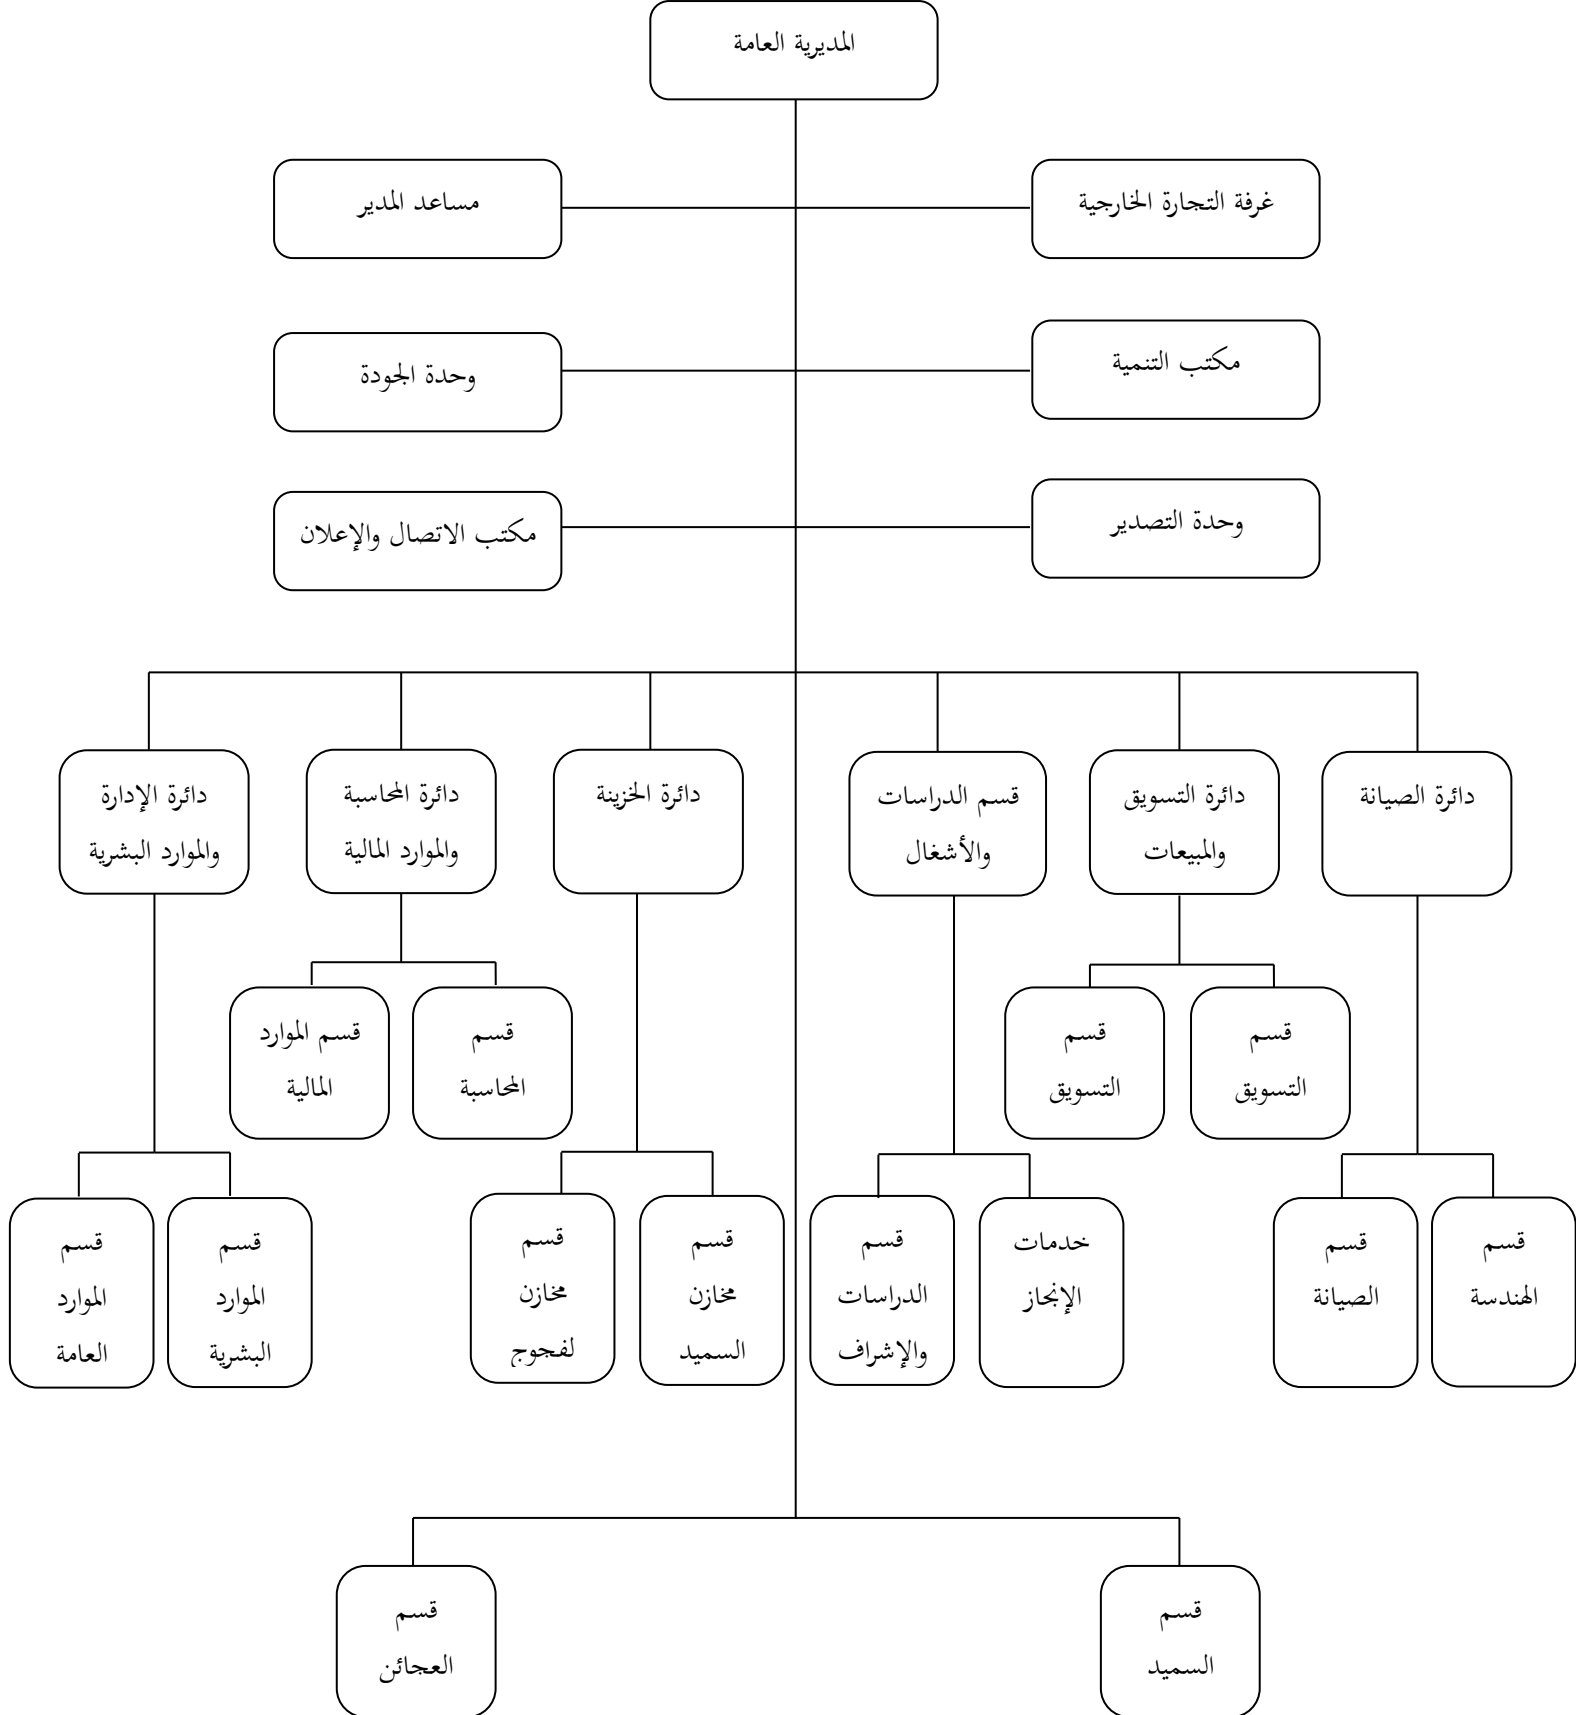 المديرية العامة
غرفة التجارة الخارجية
مساعد المدير
مكتب التنمية
وحدة الجودة
وحدة التصدير
مكتب الاتصال والإعلان
دائرة الصيانة
دائرة التسويق
والمبيعات
قسم الدراسات
والأشغال
دائرة الخزينة
دائرة المحاسبة
والموارد المالية
دائرة الإدارة
والموارد البشرية
قسم
التسويق
قسم
التسويق
قسم
المحاسبة
قسم الموارد
المالية
قسم
الهندسة
قسم
الصيانة
خدمات
الإنجاز
قسم
الدراسات
والإشراف
قسم
مخازن
السميد
قسم
مخازن
لفجوج
قسم
الموارد
البشرية
قسم
الموارد
العامة
قسم
السميد
قسم
العجائن